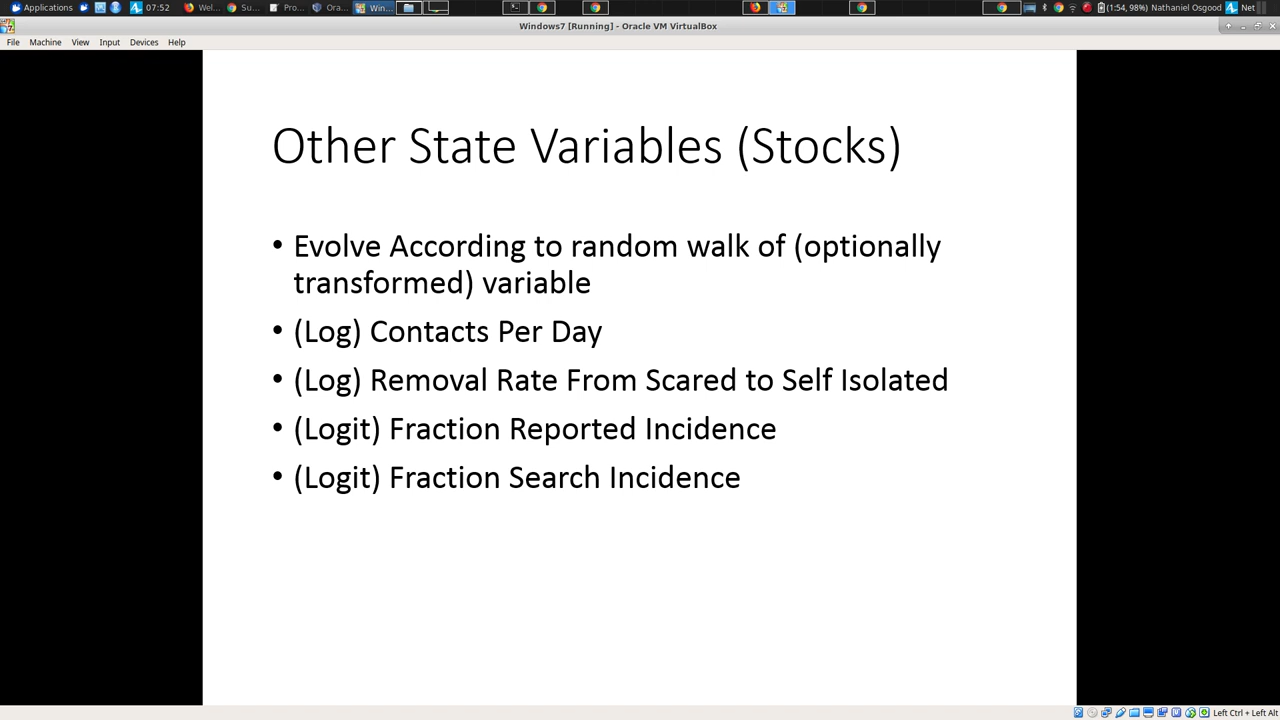 Applications
07:52
Wel...
Su...
Pro...
Ora...
Win...
(1:54, 98%) Nathaniel Osgood
Net
Windows7 [Running] - Oracle VM VirtualBox
File Machine View Input Devices Help
Other State Variables (Stocks)
• Evolve According to random walk of (optionally
transformed) variable
• (Log) Contacts Per Day
• (Log) Removal Rate From Scared to Self Isolated
• (Logit) Fraction Reported Incidence
• (Logit) Fraction Search Incidence
Left Ctrl + Left Alt